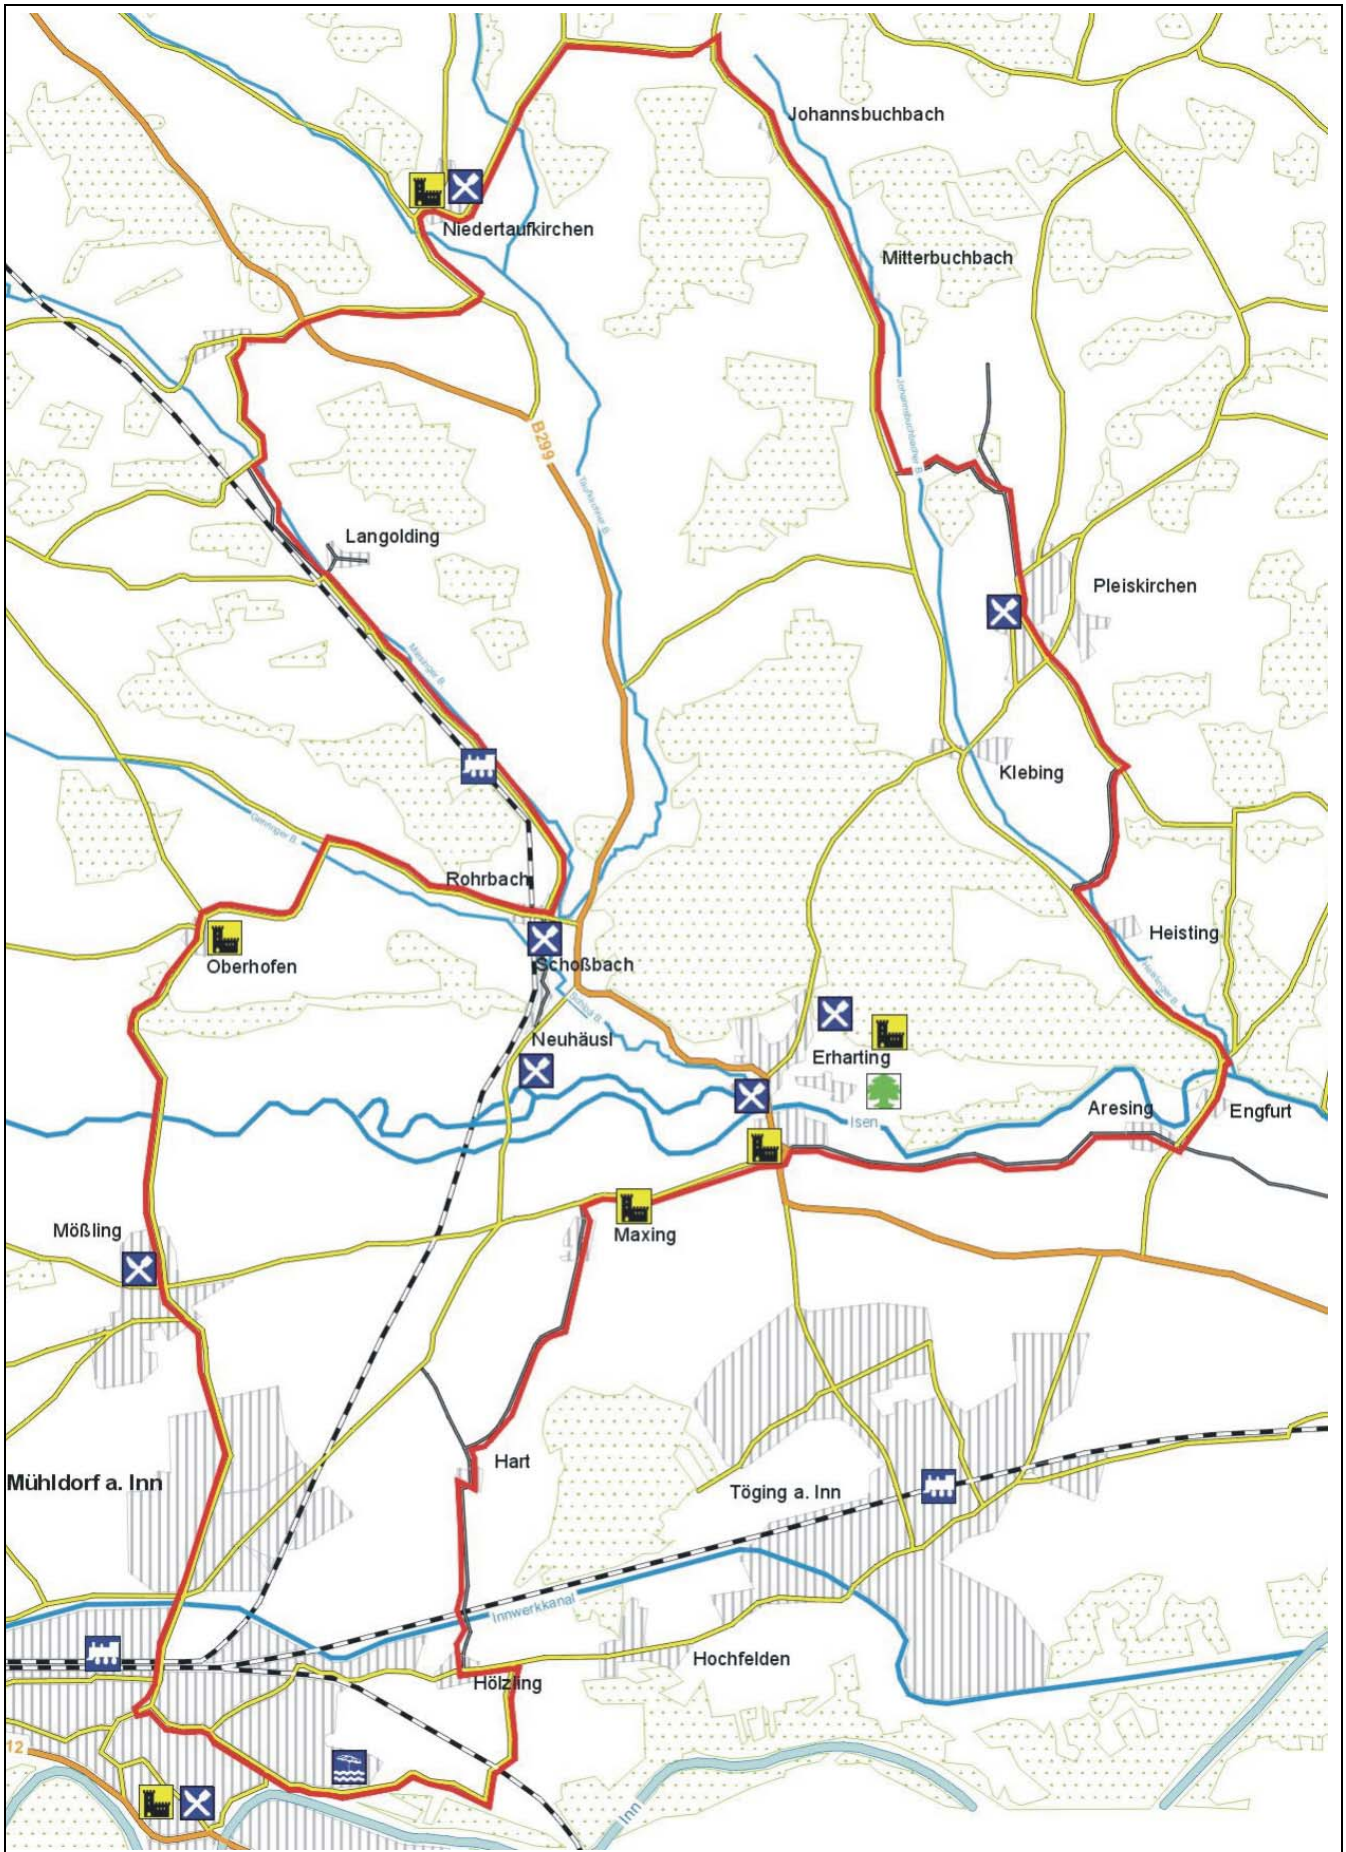 Johannsbuchbach
Niedertaufkirchen
Mitterbuchbach
Johannsbuchbacher B.
B299
Langolding
Pleiskirchen
Klebing
Rohrbach
Heisting
Oberhofen
Schoßbach
Neuhäusl
Erharting
Aresing
Engfurt
Isen
Mößling
Maxing
Hart
Mühldorf a. Inn
Töging a. Inn
Innwerkkanal
Hochfelden
Hölzling
12
Inn